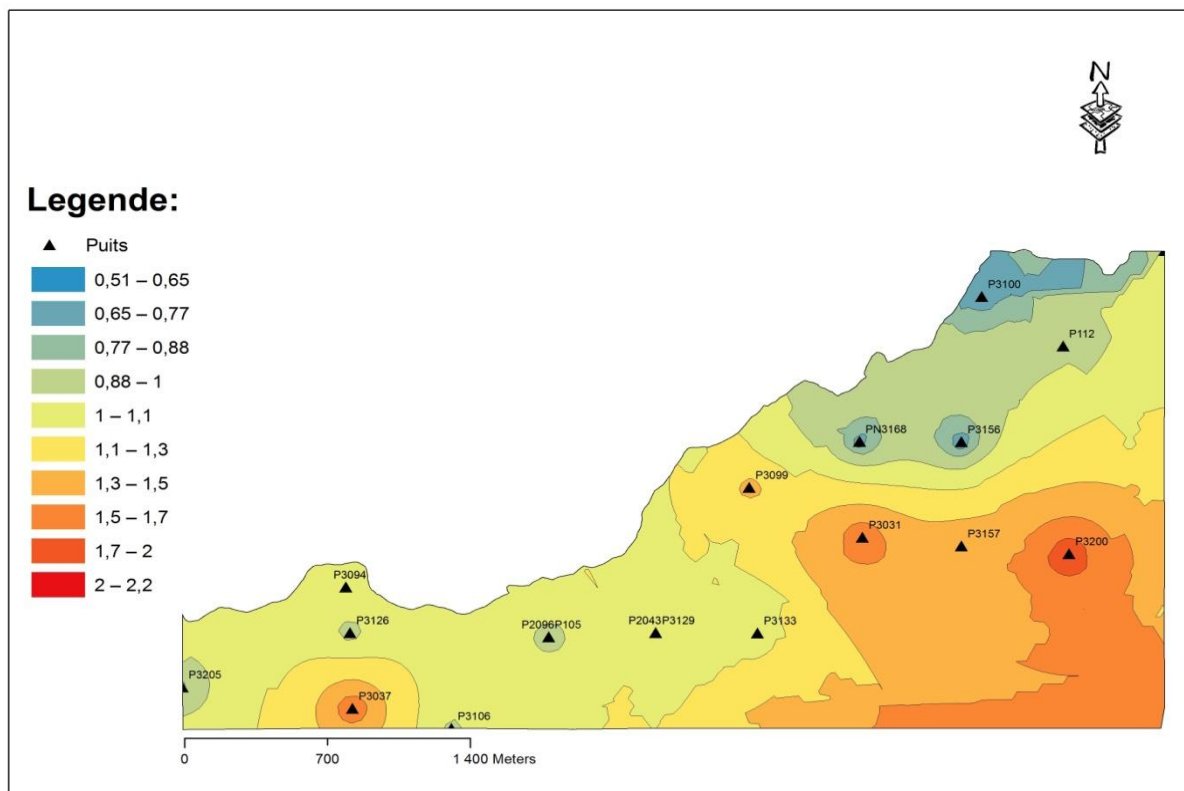 N
Legende:
Puits
0,51 – 0,65
0,65 – 0,77
0,77 – 0,88
0,88 – 1
1 – 1,1
1,1 – 1,3
1,3 – 1,5
1,5 – 1,7
1,7 – 2
2 – 2,2
P3100
P112
PN3168
P3156
P3099
P3031
P3157
P3200
P3094
P3126
P2096P105
P2043P3129
P3133
P3205
P3037
P3106
0 700 1 400 Meters